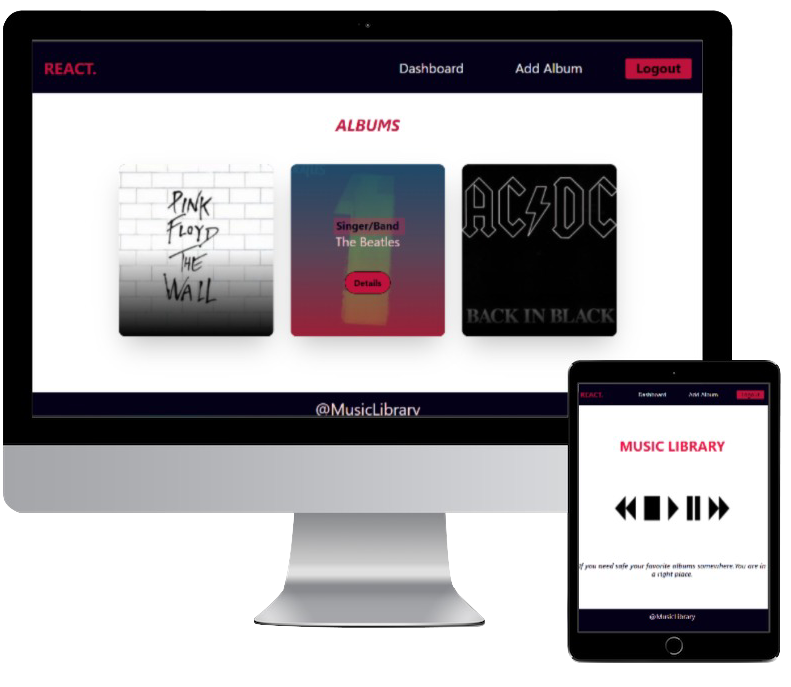 REACT. Dashboard Add Album Logout
ALBUMS
PINK
FLOYD
THE
WALL
Singer/Band
The Beatles
Details
AC DC
BACK IN BLACK
@MusicLibrary
REACT. Dashboard Add Album Logout
MUSIC LIBRARY
If you need safe your favorite albums somewhere.You are in
a right place.
@MusicLibrary